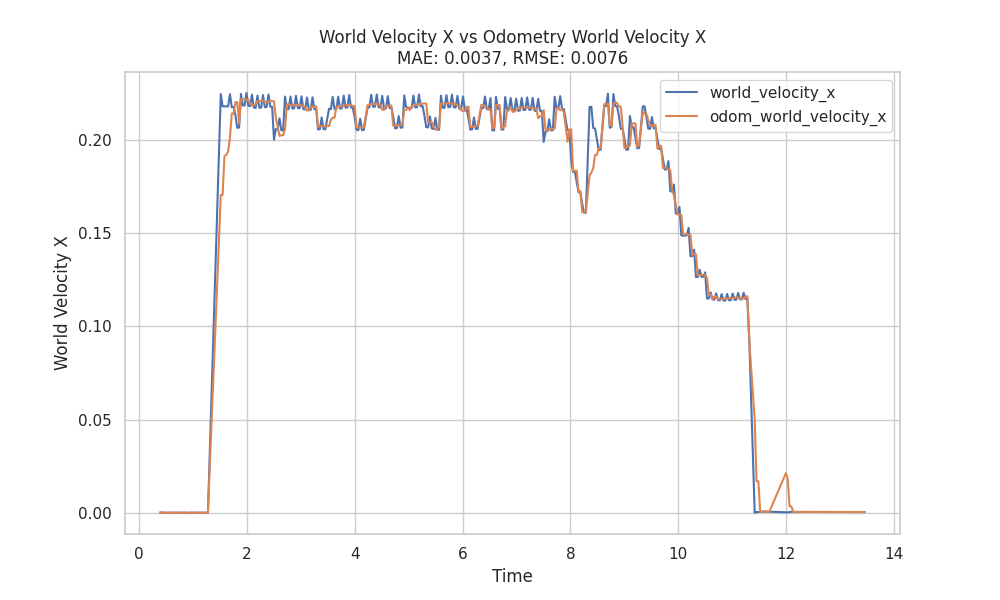 World Velocity X vs Odometry World Velocity X
MAE: 0.0037, RMSE: 0.0076
world_velocity_x
odom_world_velocity_x
World Velocity X
0.20
0.15
0.10
0.05
0.00
0
2
4
6
8
10
12
14
Time